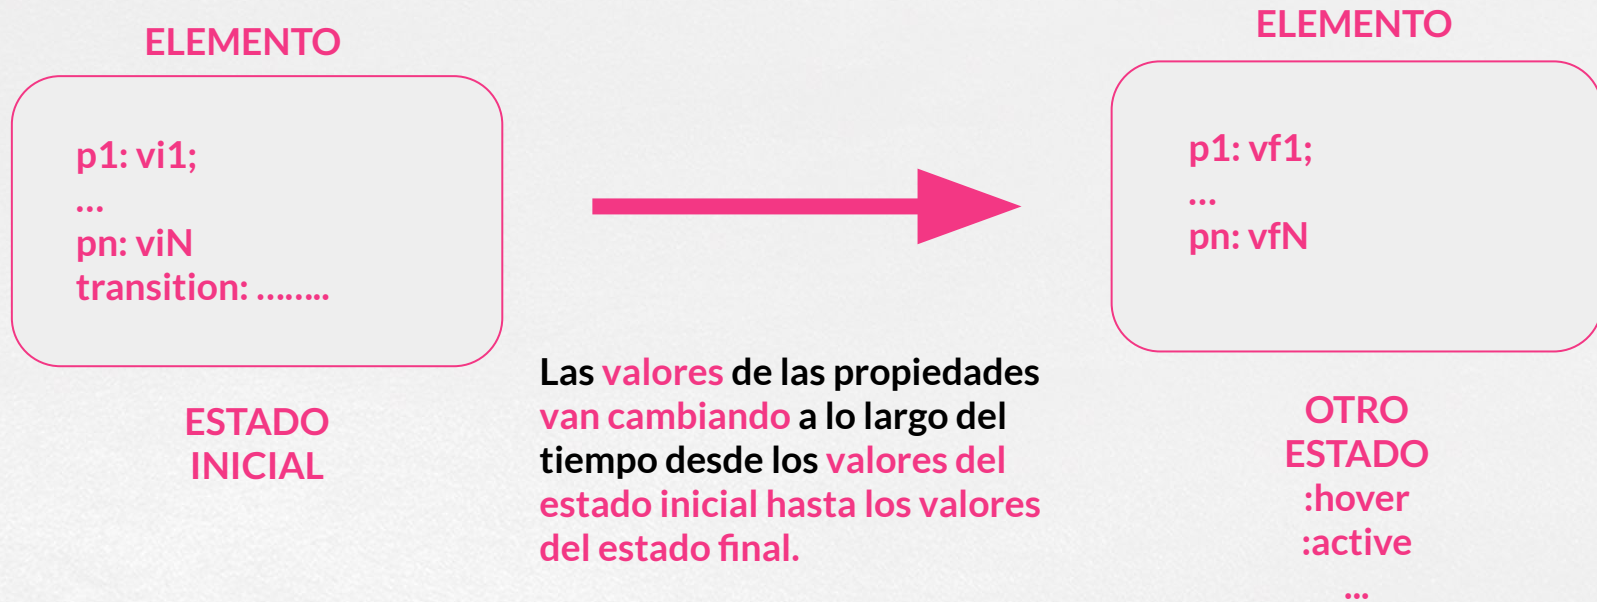 ELEMENTO
p1: vi1;
...
pn: viN
transition: ........
ESTADO
INICIAL
Las valores de las propiedades
van cambiando a lo largo del
tiempo desde los valores del
estado inicial hasta los valores
del estado final.
ELEMENTO
p1: vf1;
...
pn: vfN
OTRO
ESTADO
:hover
:active
...